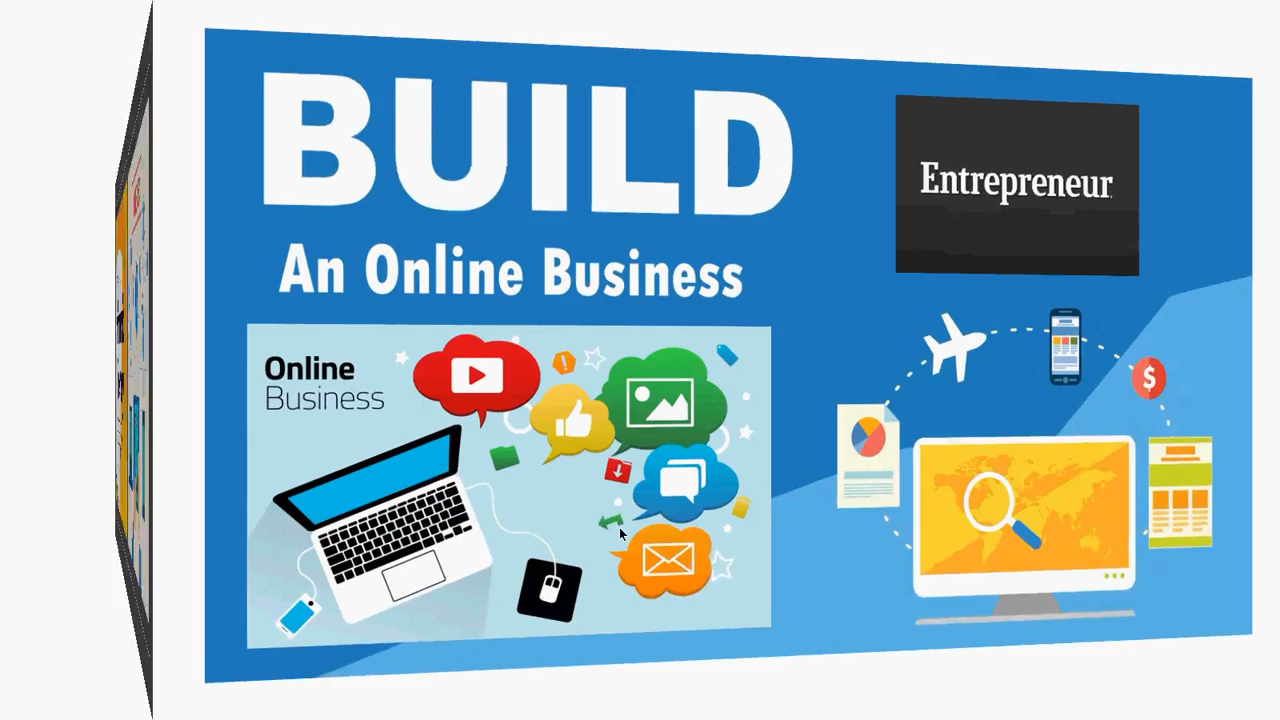 BUILD
An Online Business
Entrepreneur
Online
Business
$